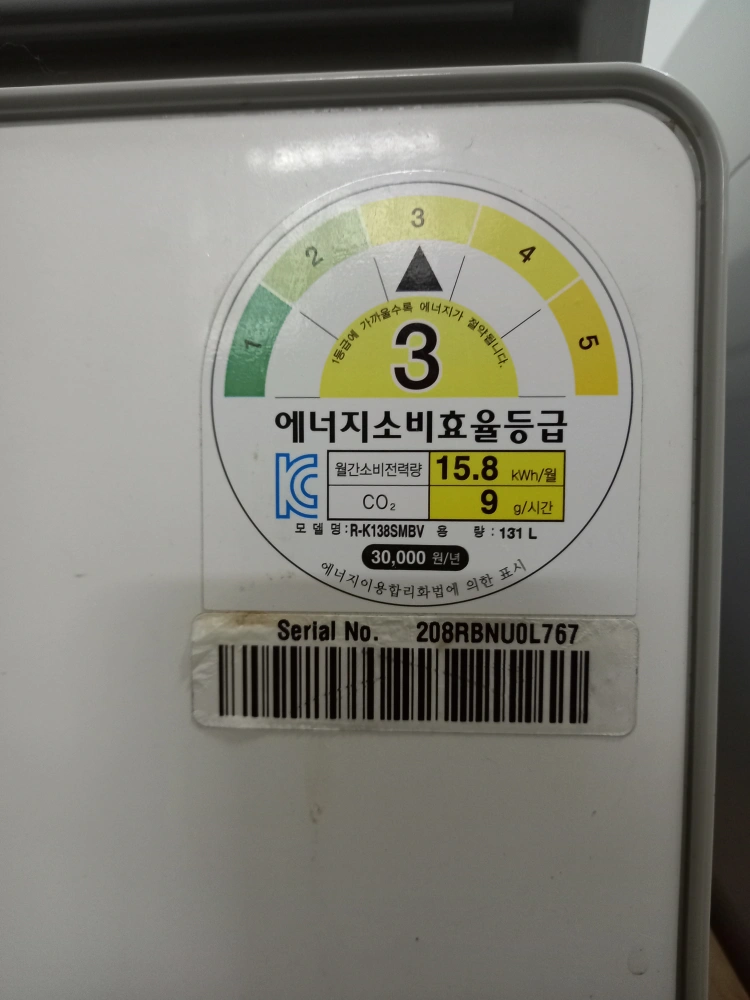 1 2 3 4 5
1등급에 가까울수록 에너지가 절약됩니다.
3
에너지소비효율등급
월간소비전력량 15.8 kWh/월
CO₂ 9 g/시간
모델명:R-K138SMBV 용 량:131 L
30,000 원/년
에너지이용합리화법에 의한 표시
Serial No. 208RBNU0L767